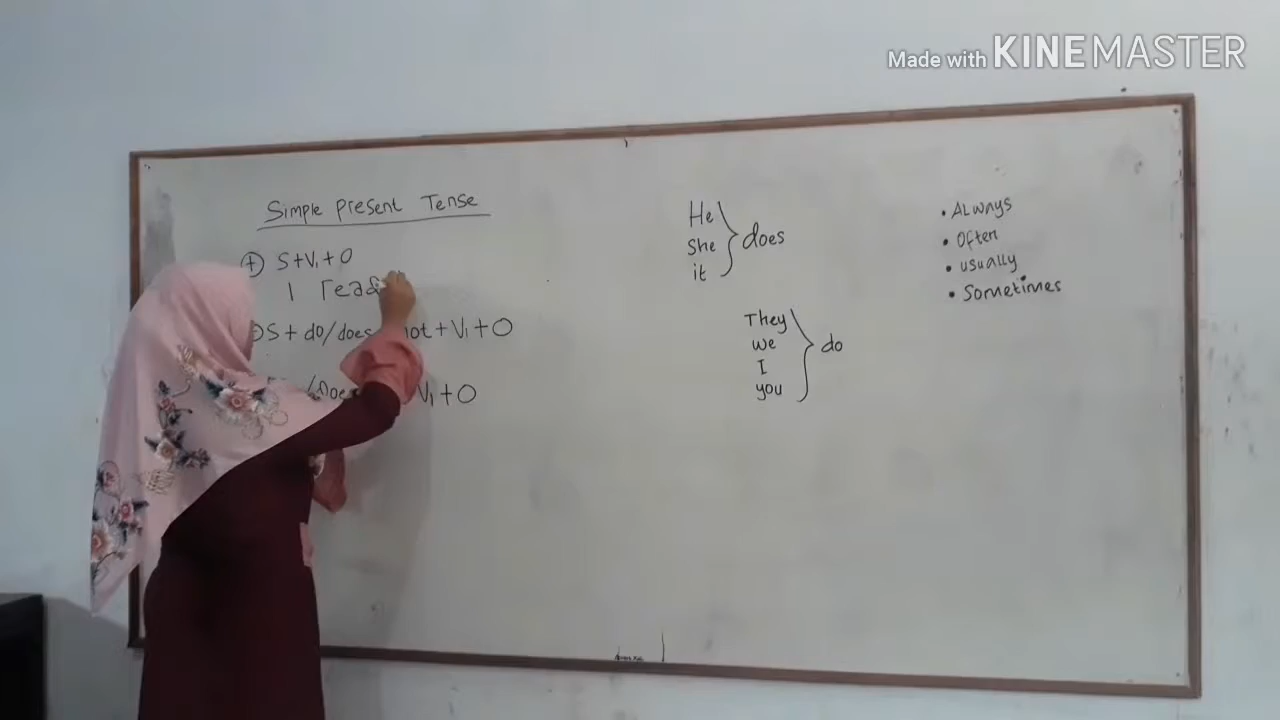 Made with KINEMASTER
Simple present Tense
(+) S+V₁+O
I read
S + do/does not + V₁ + O
/Does V₁ + O
He
She
it
does
They
we
I
you
do
• ALways
• Often
• usually
• Sometimes